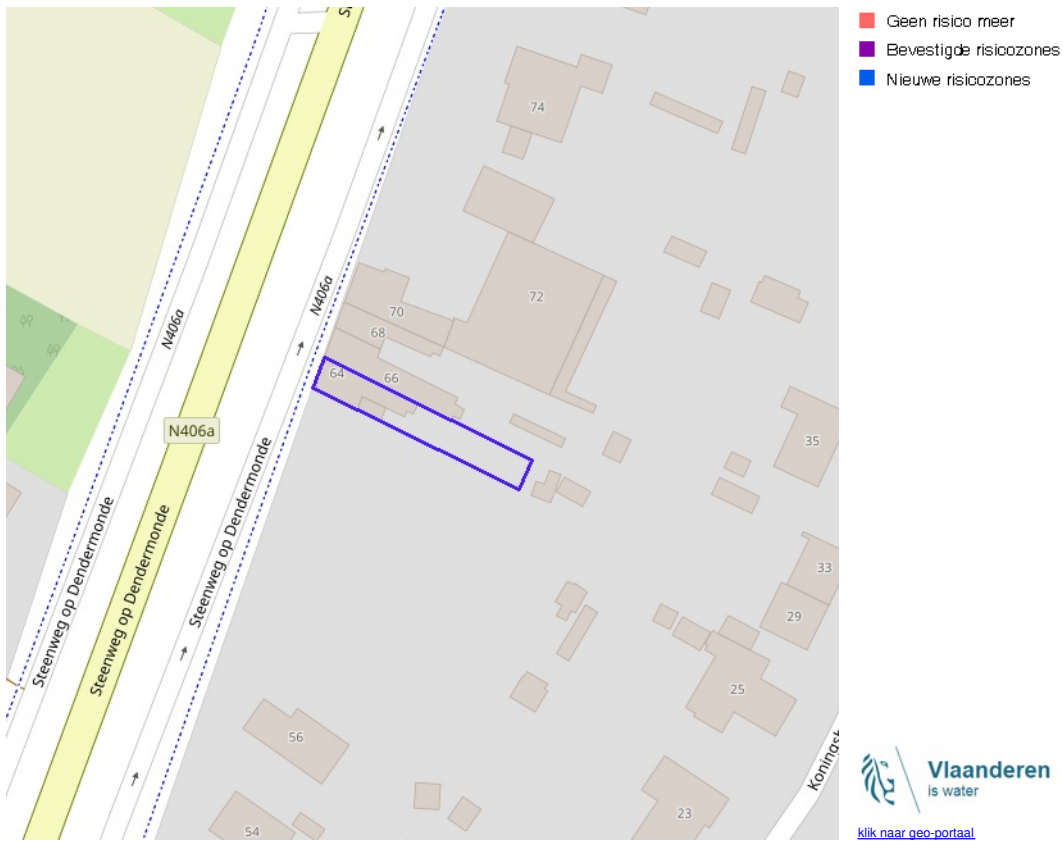 Geen risico meer
Bevestigde risicozones
Nieuwe risicozones
74
N406a
N406a
72
70
68
64
66
N406a
35
33
29
25
23
56
54
Steenweg op Dendermonde
Steenweg op Dendermonde
Steenweg op Dendermonde
Vlaanderen
is water
klik naar geo-portaal